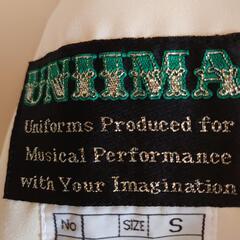 UNIIMA
Uniforms Produced for
Musical Performance
with Your Imagination
No SIZE S